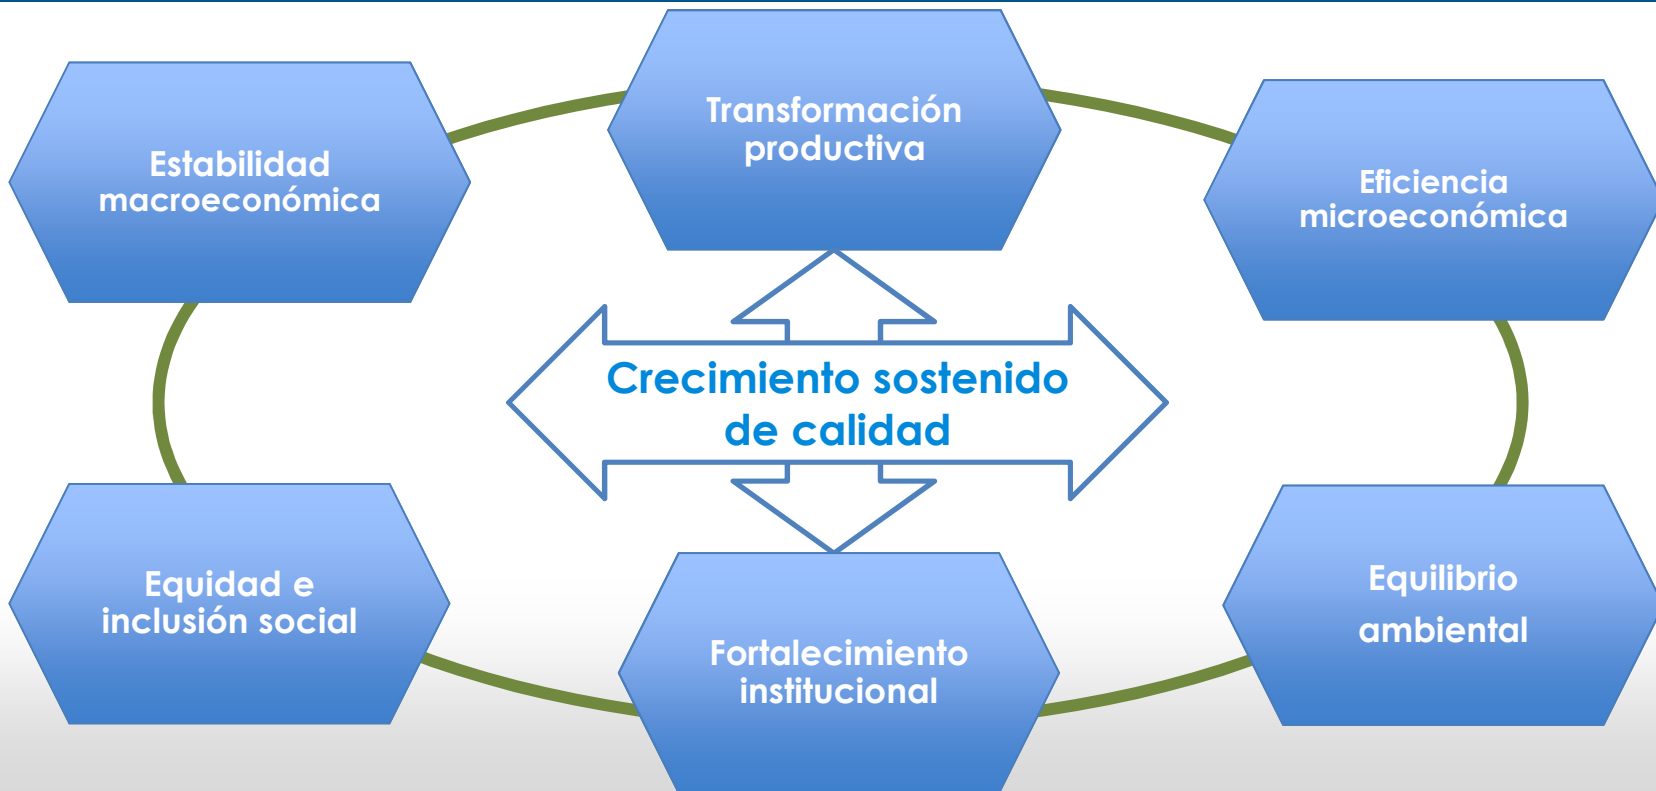 Transformación
productiva
Estabilidad
macroeconómica
Eficiencia
microeconómica
Crecimiento sostenido
de calidad
Equidad e
inclusión social
Fortalecimiento
institucional
Equilibrio
ambiental